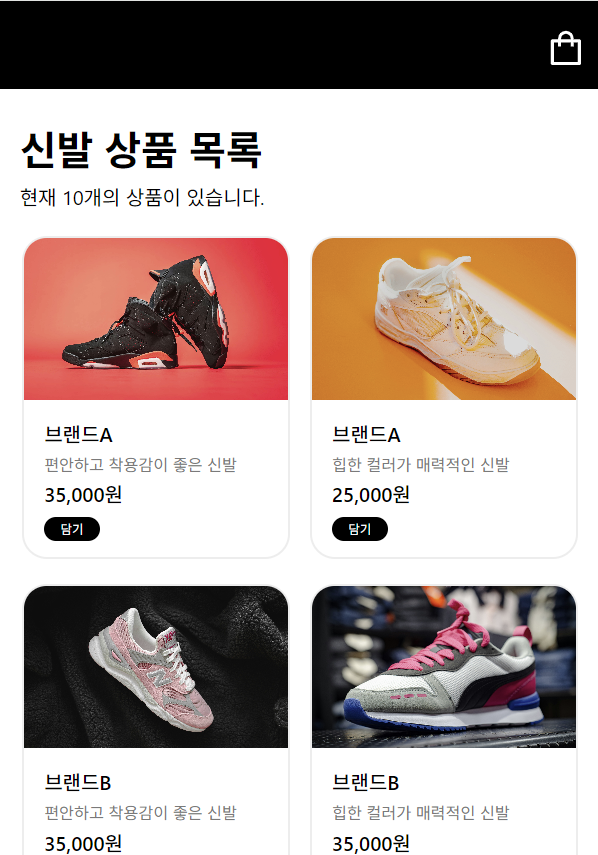 신발 상품 목록
현재 10개의 상품이 있습니다.
브랜드A
편안하고 착용감이 좋은 신발
35,000원
담기
브랜드A
힙한 컬러가 매력적인 신발
25,000원
담기
브랜드B
편안하고 착용감이 좋은 신발
35,000원
브랜드B
힙한 컬러가 매력적인 신발
35,000원